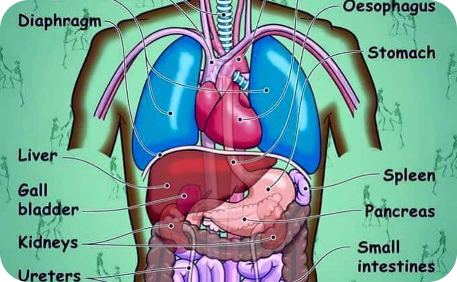 Oesophagus
Diaphragm
Stomach
Liver
Spleen
Gall
bladder
Pancreas
Kidneys
Small
intestines
Ureters